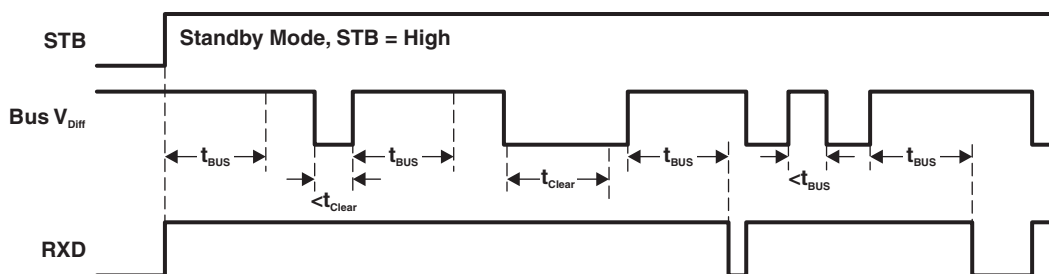 STB
Standby Mode, STB = High
Bus VDiff
tBUS
<tClear
tBUS
tClear
tBUS
<tBUS
tBUS
RXD